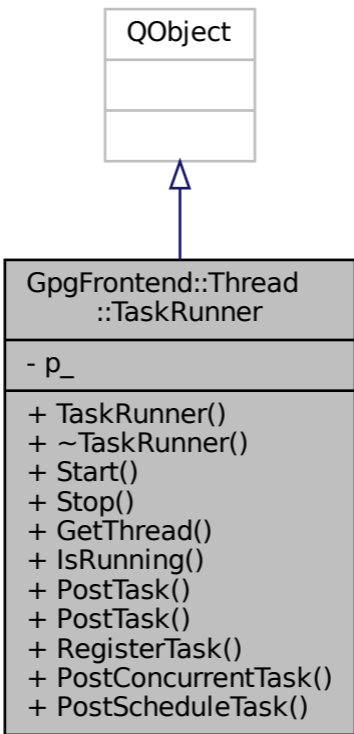 QObject
GpgFrontend::Thread
::TaskRunner
- p_
+ TaskRunner()
+ ~TaskRunner()
+ Start()
+ Stop()
+ GetThread()
+ IsRunning()
+ PostTask()
+ PostTask()
+ RegisterTask()
+ PostConcurrentTask()
+ PostScheduleTask()